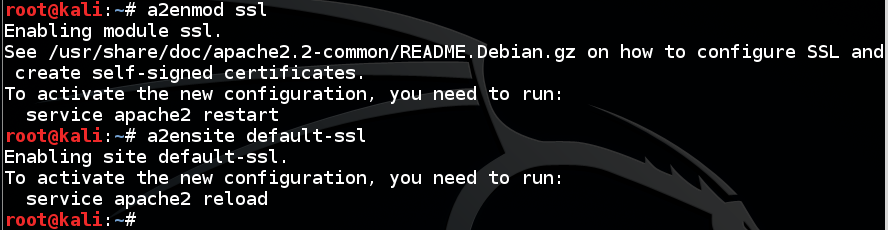 root@kali:~# a2enmod ssl
Enabling module ssl.
See /usr/share/doc/apache2.2-common/README.Debian.gz on how to configure SSL and
 create self-signed certificates.
To activate the new configuration, you need to run:
  service apache2 restart
root@kali:~# a2ensite default-ssl
Enabling site default-ssl.
To activate the new configuration, you need to run:
  service apache2 reload
root@kali:~#